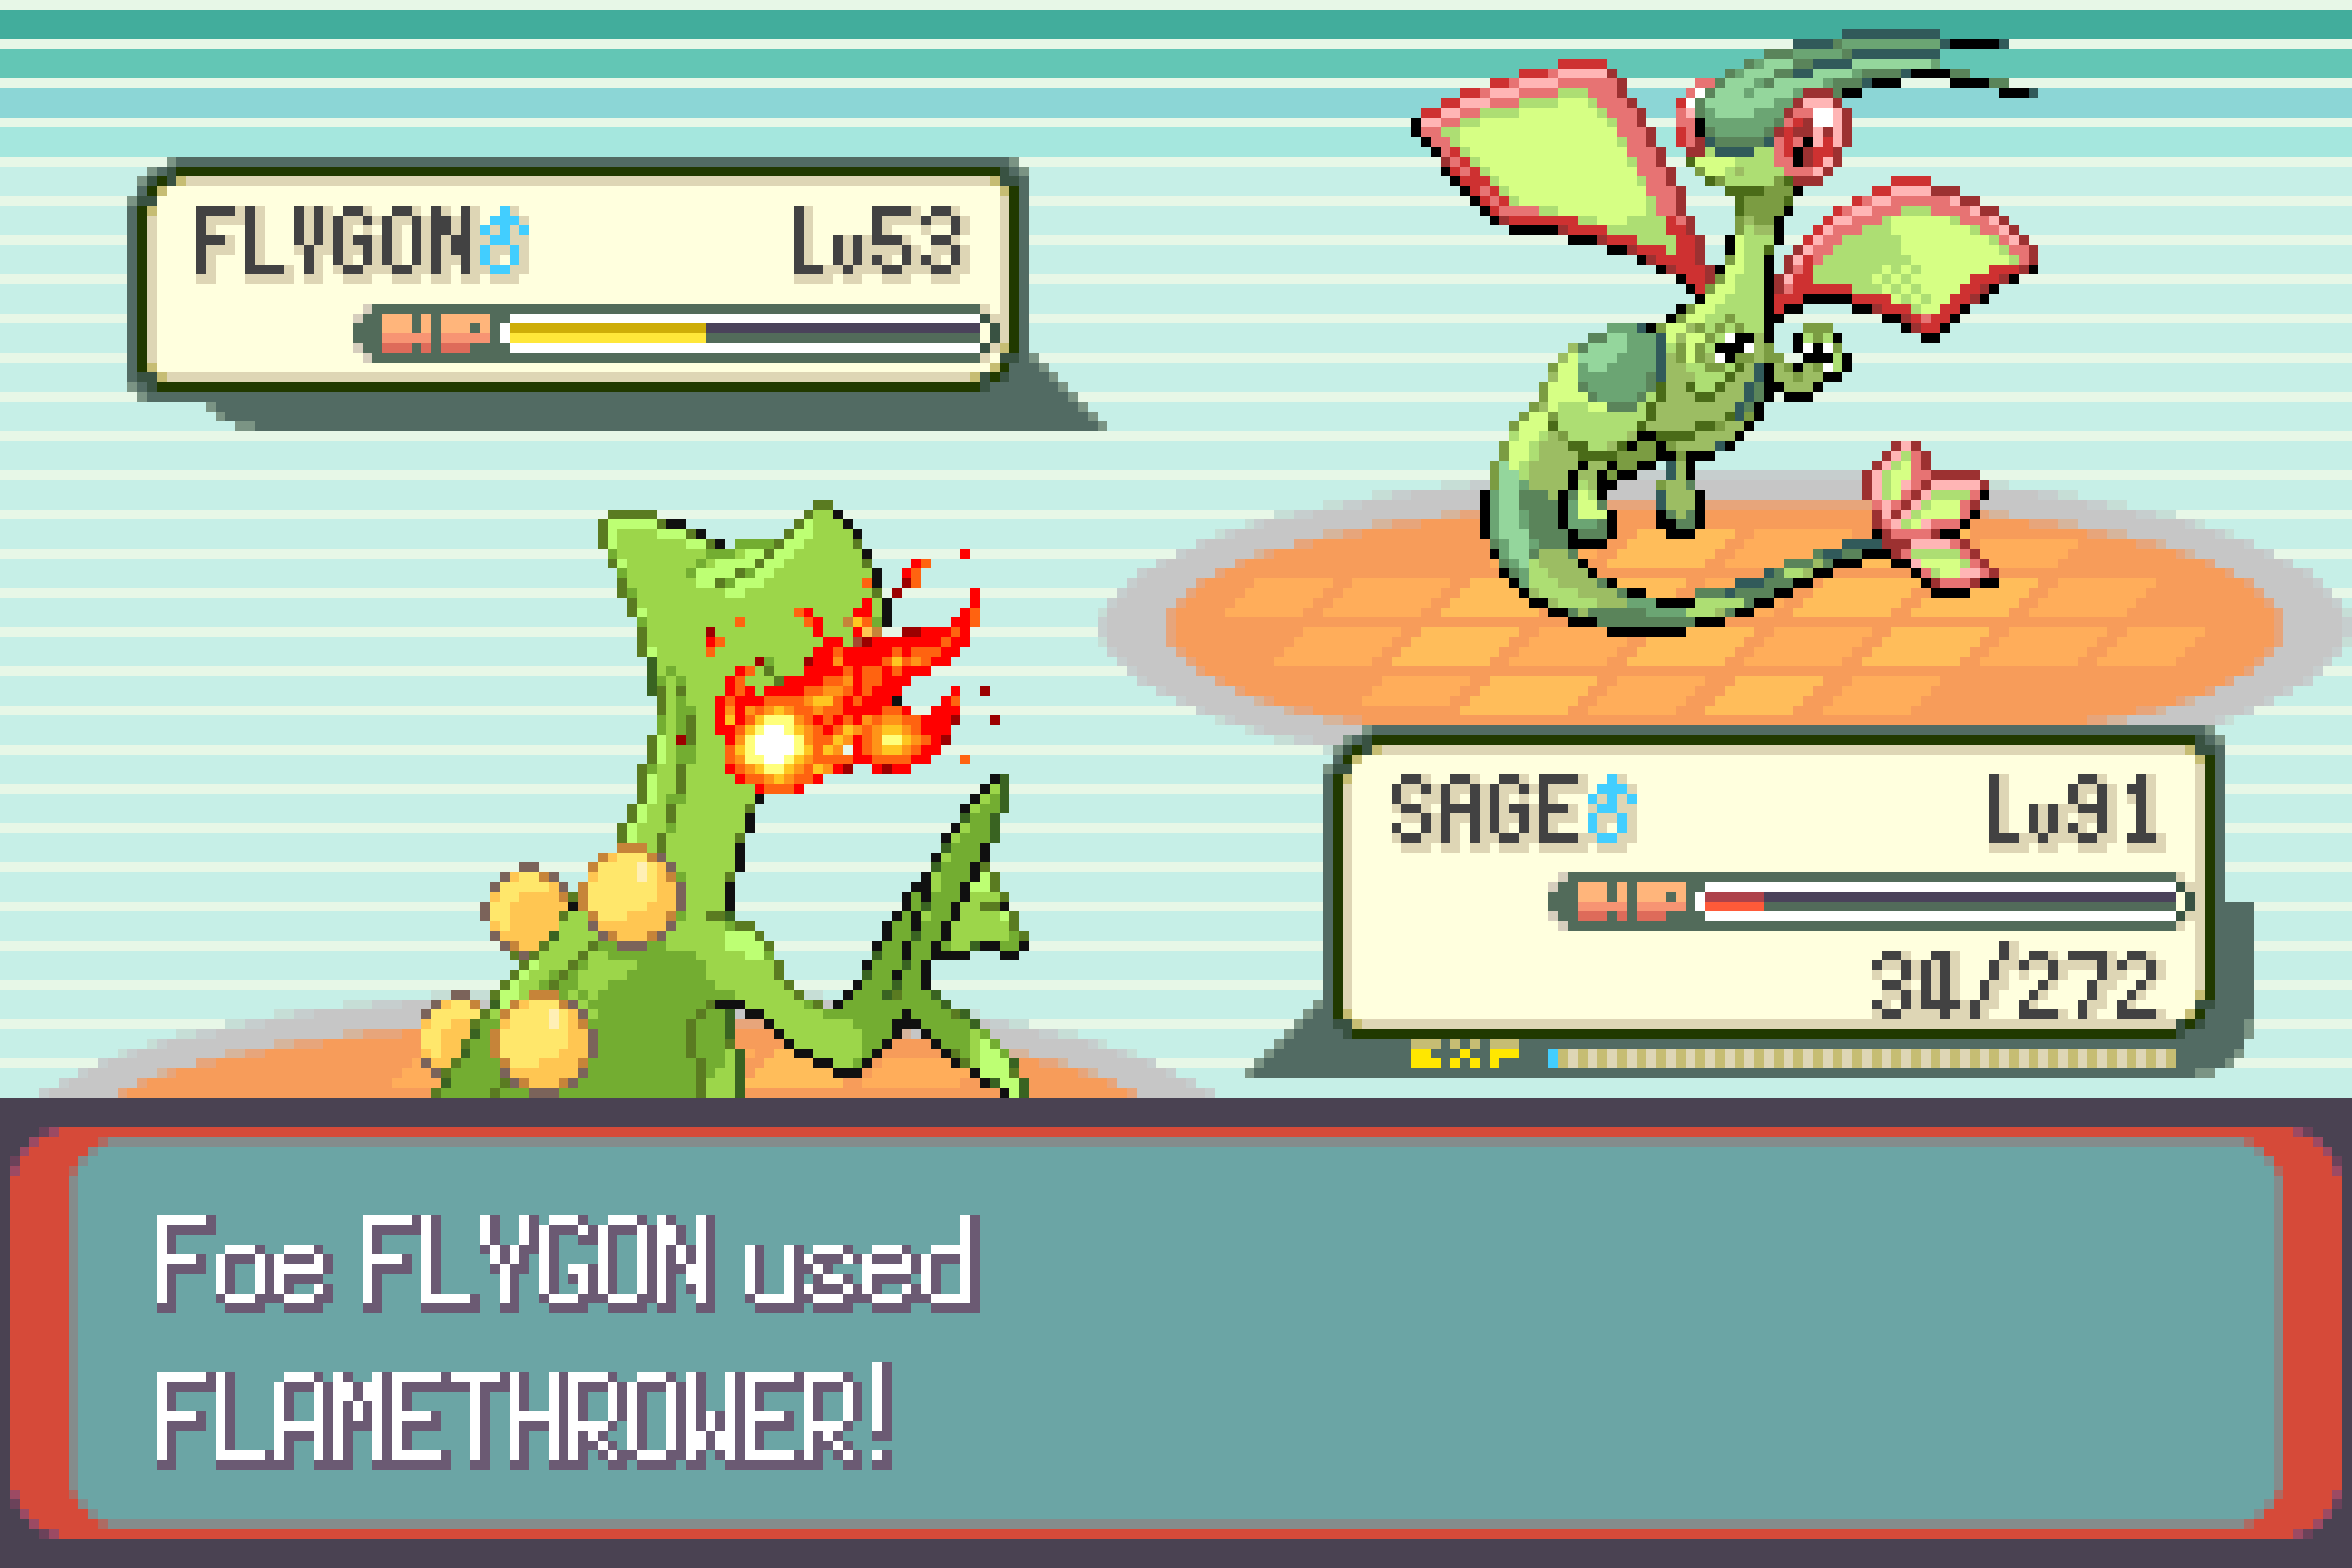 FLYGON♂ Lv53
HP
SAGE♂ Lv91
HP
34/272
EXP
Foe FLYGON used
FLAMETHROWER!